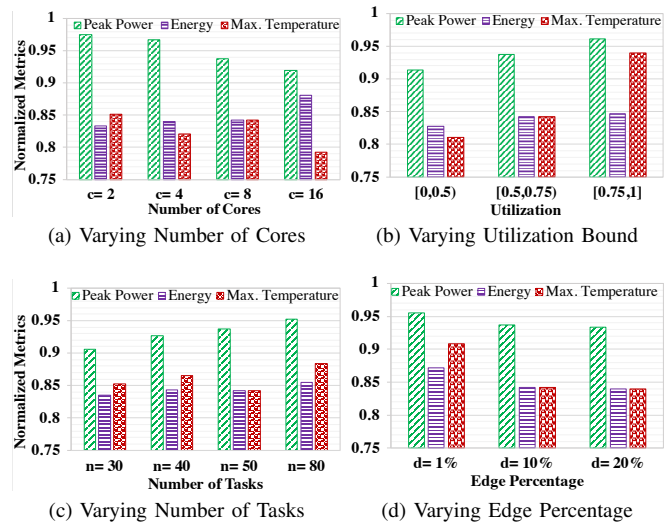 1
Peak Power Energy Max. Temperature
0.95
0.9
0.85
0.8
0.75
Normalized Metrics
c= 2 c= 4 c= 8 c= 16
Number of Cores
(a) Varying Number of Cores
1
Peak Power Energy Max. Temperature
0.95
0.9
0.85
0.8
0.75
[0,0.5) [0.5,0.75) [0.75,1]
Utilization
(b) Varying Utilization Bound
1
Peak Power Energy Max. Temperature
0.95
0.9
0.85
0.8
0.75
Normalized Metrics
n= 30 n= 40 n= 50 n= 80
Number of Tasks
(c) Varying Number of Tasks
1
Peak Power Energy Max. Temperature
0.95
0.9
0.85
0.8
0.75
d= 1% d= 10% d= 20%
Edge Percentage
(d) Varying Edge Percentage